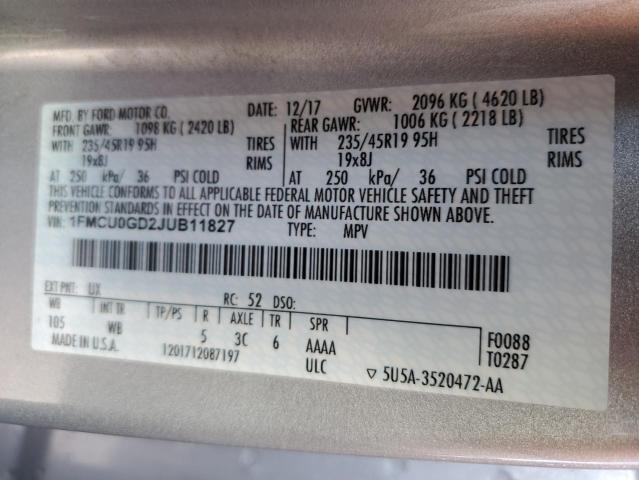 MFD. BY FORD MOTOR CO. DATE: 12/17 GVWR: 2096 KG ( 4620 LB)
FRONT GAWR: 1098 KG ( 2420 LB) REAR GAWR: 1006 KG ( 2218 LB)
WITH 235/45R19 95H TIRES WITH 235/45R19 95H TIRES
19x8J RIMS 19x8J RIMS
AT 250 kPa/ 36 PSI COLD AT 250 kPa/ 36 PSI COLD
THIS VEHICLE CONFORMS TO ALL APPLICABLE FEDERAL MOTOR VEHICLE SAFETY AND THEFT
PREVENTION STANDARDS IN EFFECT ON THE DATE OF MANUFACTURE SHOWN ABOVE.
VIN: 1FMCU0GD2JUB11827 TYPE: MPV
EXT PNT: UX RC: 52 DSO:
WB INT TR TP/PS R AXLE TR SPR
105 WB 5 3C 6 AAAA F0088
MADE IN U.S.A. 1201712087197 ULC T0287
▽ 5U5A-3520472-AA